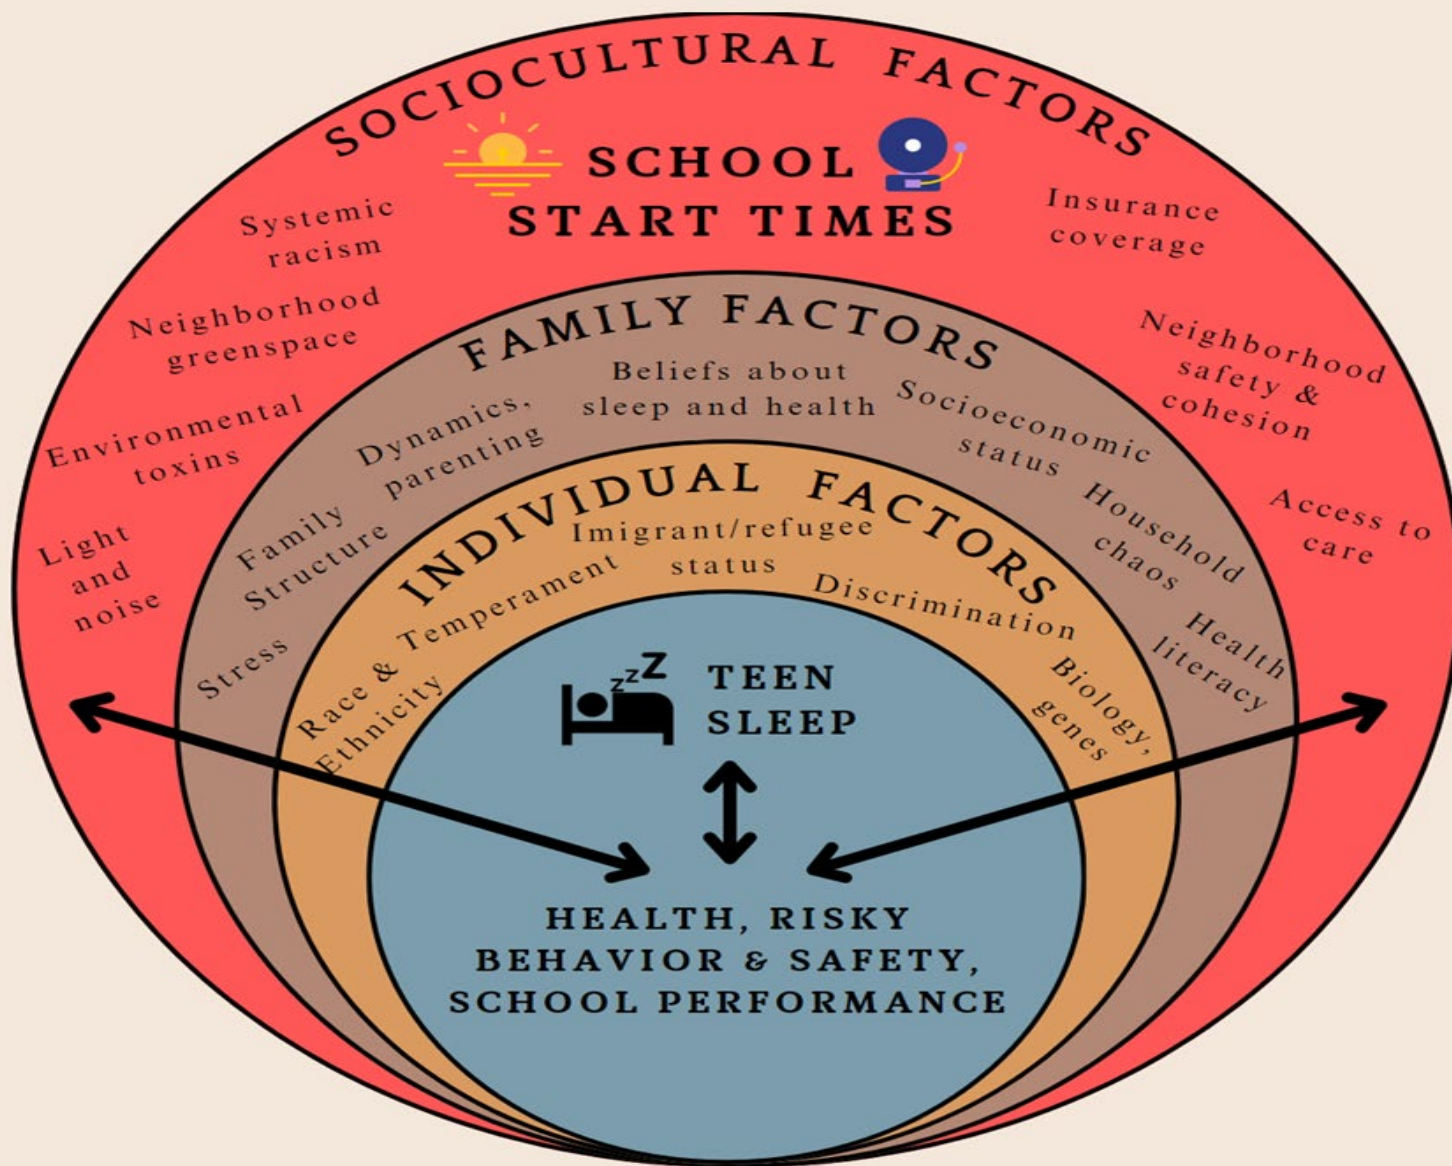 SOCIOCULTURAL FACTORS
SCHOOL
START TIMES
Systemic
racism
Neighborhood
greenspace
Environmental
toxins
Light
and
noise
Insurance
coverage
Neighborhood
safety &
cohesion
Access to
care
FAMILY FACTORS
Beliefs about
sleep and health
Dynamics,
parenting
Family
Structure
Stress
Socioeconomic
status
Household
chaos
Health
literacy
INDIVIDUAL FACTORS
Imigrant/refugee
status
Temperament
Race &
Ethnicity
Discrimination
Biology,
genes
zzZ
TEEN
SLEEP
HEALTH, RISKY
BEHAVIOR & SAFETY,
SCHOOL PERFORMANCE